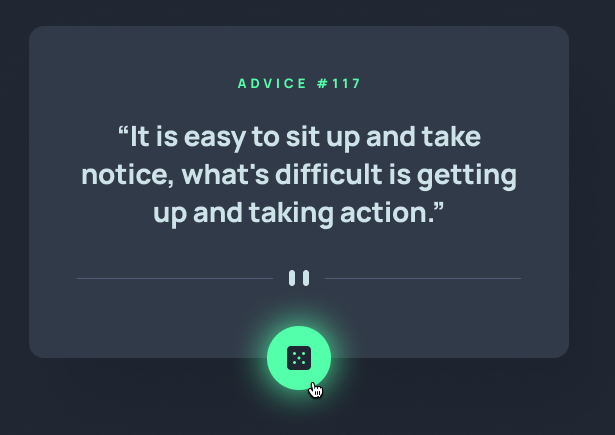 ADVICE #117
“It is easy to sit up and take
notice, what's difficult is getting
up and taking action.”